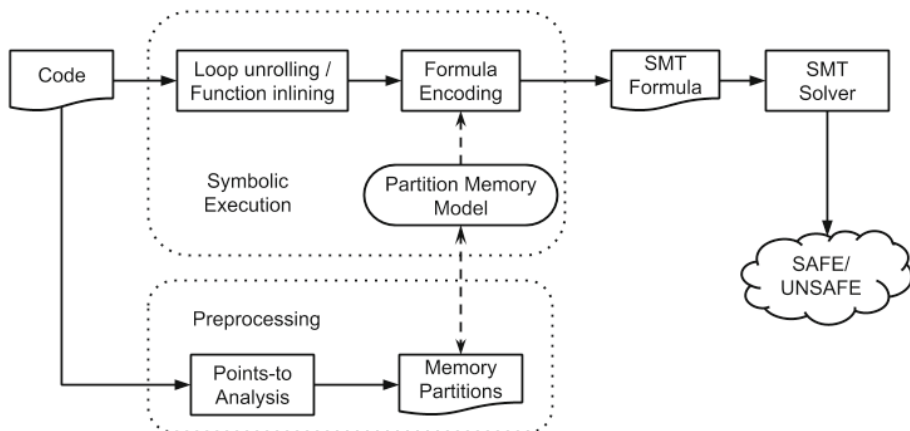 Code
Loop unrolling /
Function inlining
Formula
Encoding
SMT
Formula
SMT
Solver
Symbolic
Execution
Partition Memory
Model
SAFE/
UNSAFE
Preprocessing
Points-to
Analysis
Memory
Partitions